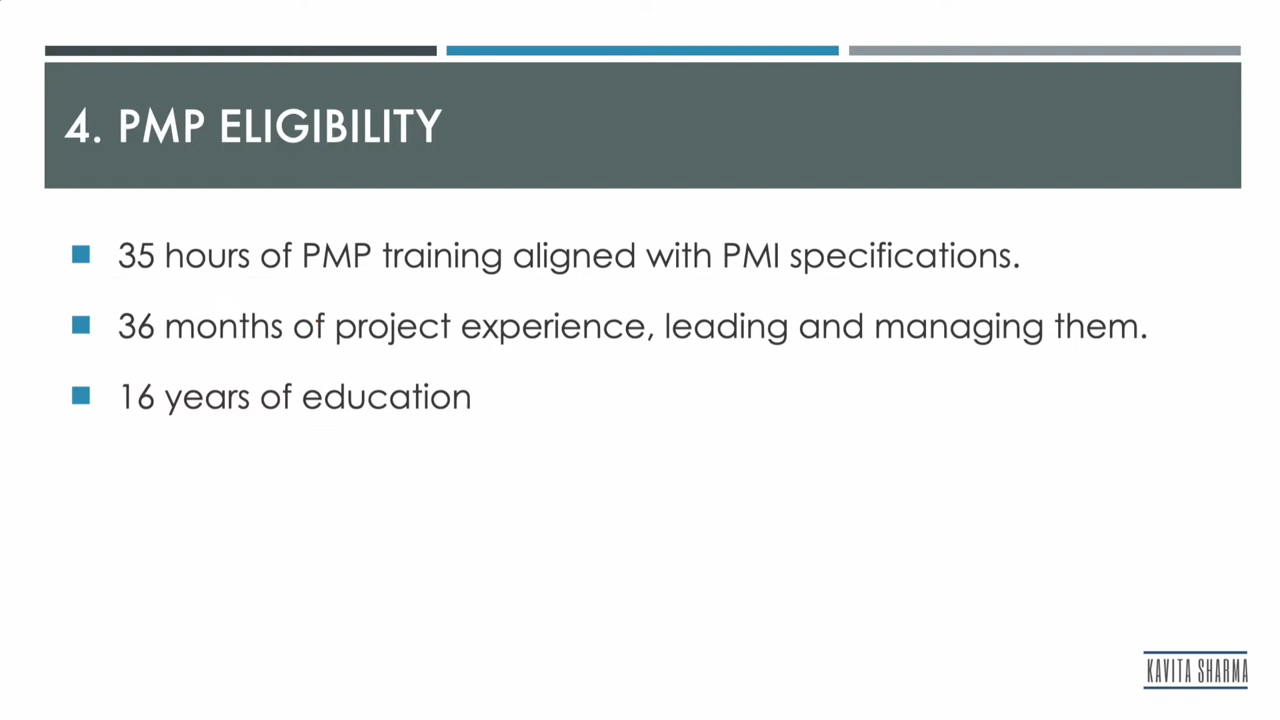 4. PMP ELIGIBILITY
35 hours of PMP training aligned with PMI specifications.
36 months of project experience, leading and managing them.
16 years of education
KAVITA SHARMA